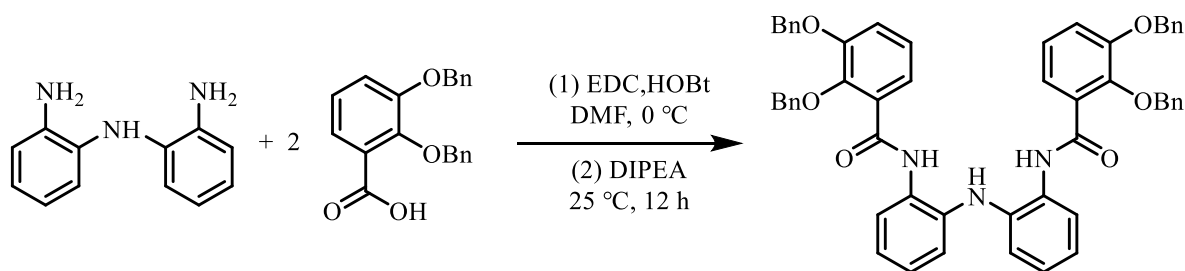 NH₂
NH₂
NH
+ 2
OBn
OBn
O
OH
(1) EDC,HOBt
DMF, 0 ℃
(2) DIPEA
25 ℃, 12 h
BnO
BnO
OBn
OBn
O
NH
HN
O
H
N